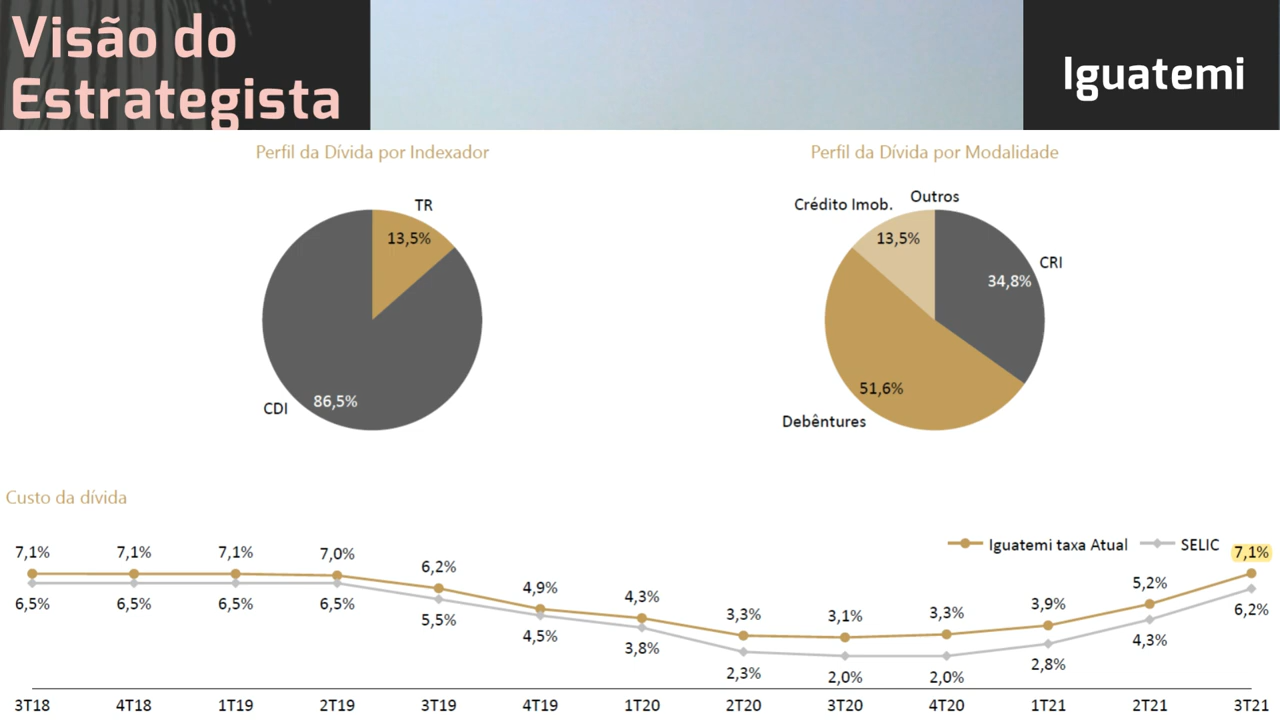 Visão do
Estrategista
Iguatemi
Perfil da Dívida por Indexador
TR
13,5%
CDI
86,5%
Perfil da Dívida por Modalidade
Outros
Crédito Imob.
13,5%
CRI
34,8%
51,6%
Debêntures
Custo da dívida
Iguatemi taxa Atual
SELIC
7,1% 7,1% 7,1% 7,0% 6,2% 4,9% 4,3% 3,3% 3,1% 3,3% 3,9% 5,2% 7,1%
6,5% 6,5% 6,5% 6,5% 5,5% 4,5% 3,8% 2,3% 2,0% 2,0% 2,8% 4,3% 6,2%
3T18 4T18 1T19 2T19 3T19 4T19 1T20 2T20 3T20 4T20 1T21 2T21 3T21